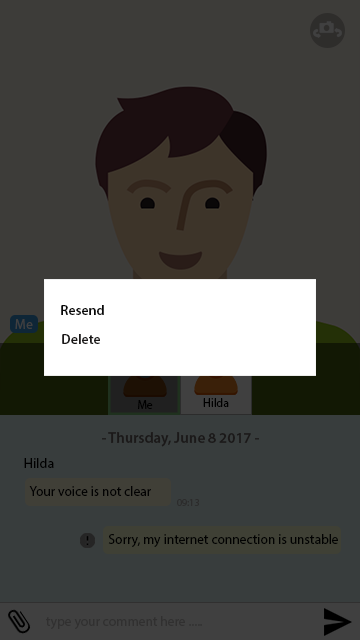 Me
Resend
Delete
Me
Hilda
-Thursday, June 8 2017 -
Hilda
Your voice is not clear
09:13
!
Sorry, my internet connection is unstable
type your comment here ....